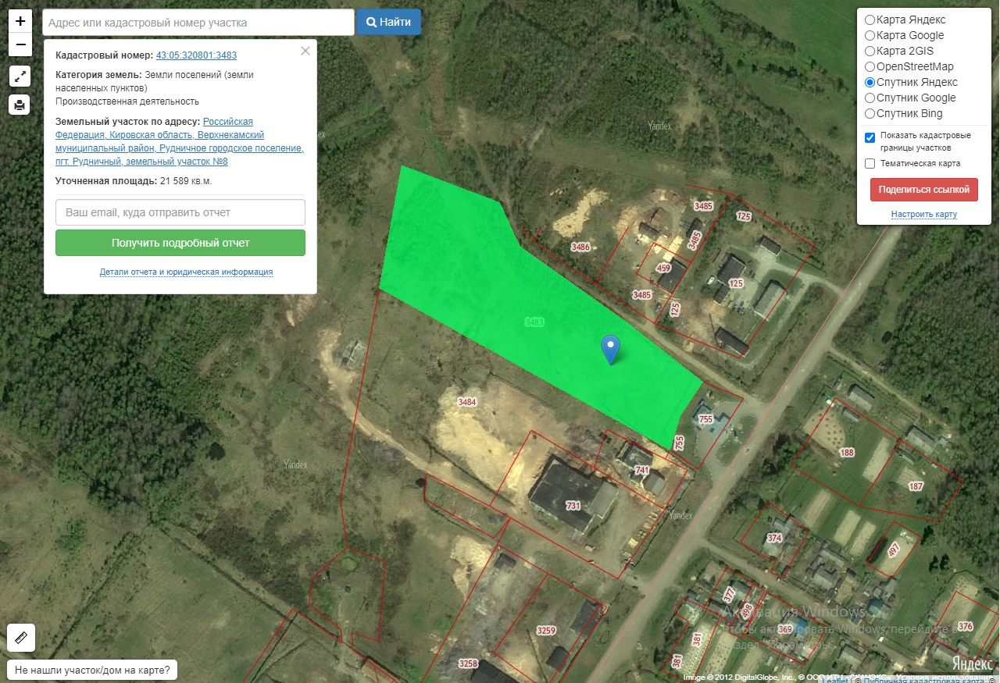 +
Адрес или кадастровый номер участка
Найти
−
Кадастровый номер: 43:05:320801:3483
Категория земель: Земли поселений (земли
населенных пунктов)
Производственная деятельность
Земельный участок по адресу: Российская
Федерация, Кировская область, Верхнекамский
муниципальный район, Рудничное городское поселение,
пгт. Рудничный, земельный участок №8
Уточненная площадь: 21 589 кв.м.
Ваш email, куда отправить отчет
Получить подробный отчет
Детали отчета и юридическая информация
Карта Яндекс
Карта Google
Карта 2GIS
OpenStreetMap
Спутник Яндекс
Спутник Google
Спутник Bing
Показать кадастровые
границы участков
Тематическая карта
Поделиться ссылкой
Настроить карту
Yandex
3485
125
3485
3486
459
125
3485
125
3483
3484
755
755
188
741
187
Yandex
731
Yandex
374
497
377
498
369
376
3259
381
381
3258
Активация Windows
Чтобы активировать Windows, перейдите в
раздел "Параметры".
Не нашли участок/дом на карте?
Яндекс
Image © 2012 DigitalGlobe, Inc., © ООО ИТЦ «СКАНЭКС», Условия использования
Leaflet | © Публичная кадастровая карта, ©